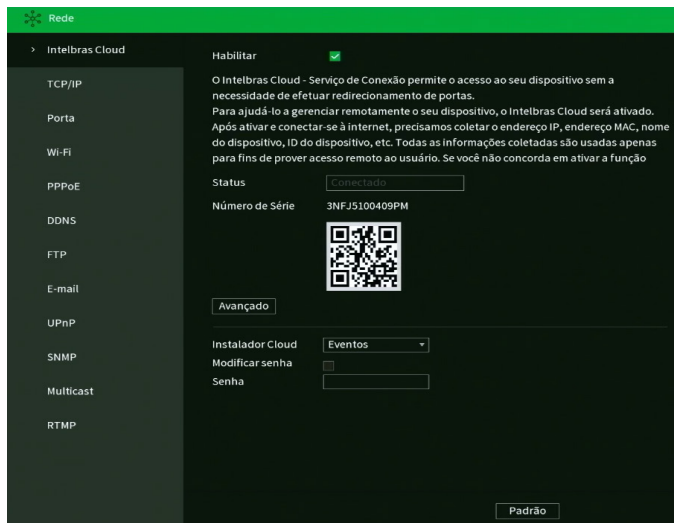 Rede
Intelbras Cloud
TCP/IP
Porta
Wi-Fi
PPPoE
DDNS
FTP
E-mail
UPnP
SNMP
Multicast
RTMP
Habilitar
O Intelbras Cloud - Serviço de Conexão permite o acesso ao seu dispositivo sem a
necessidade de efetuar redirecionamento de portas.
Para ajudá-lo a gerenciar remotamente o seu dispositivo, o Intelbras Cloud será ativado.
Após ativar e conectar-se à internet, precisamos coletar o endereço IP, endereço MAC, nome
do dispositivo, ID do dispositivo, etc. Todas as informações coletadas são usadas apenas
para fins de prover acesso remoto ao usuário. Se você não concorda em ativar a função
Status Conectado
Número de Série 3NFJ5100409PM
Avançado
Instalador Cloud Eventos
Modificar senha
Senha
Padrão